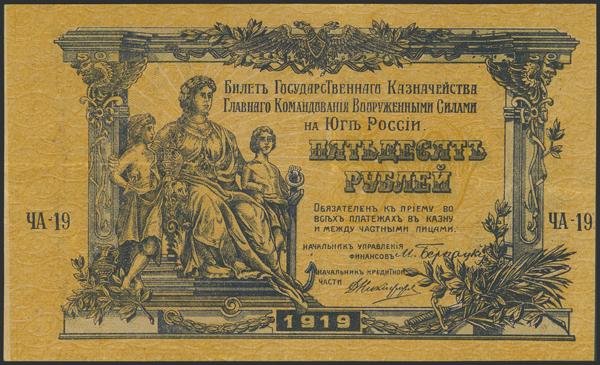 Билетъ Государственнаго Казначейства
Главнаго Командованія Вооруженными Силами
на Югѣ Россіи.
ПЯТЬДЕСЯТЪ
РУБЛЕЙ
ОБЯЗАТЕЛЕНЪ КЪ ПРІЕМУ ВО
ВСѢХЪ ПЛАТЕЖАХЪ ВЪ КАЗНУ
И МЕЖДУ ЧАСТНЫМИ ЛИЦАМИ.
ЧА-19
ЧА-19
НАЧАЛЬНИКЪ УПРАВЛЕНІЯ
ФИНАНСОВЪ
НАЧАЛЬНИКЪ КРЕДИТНОЙ
ЧАСТИ
1919